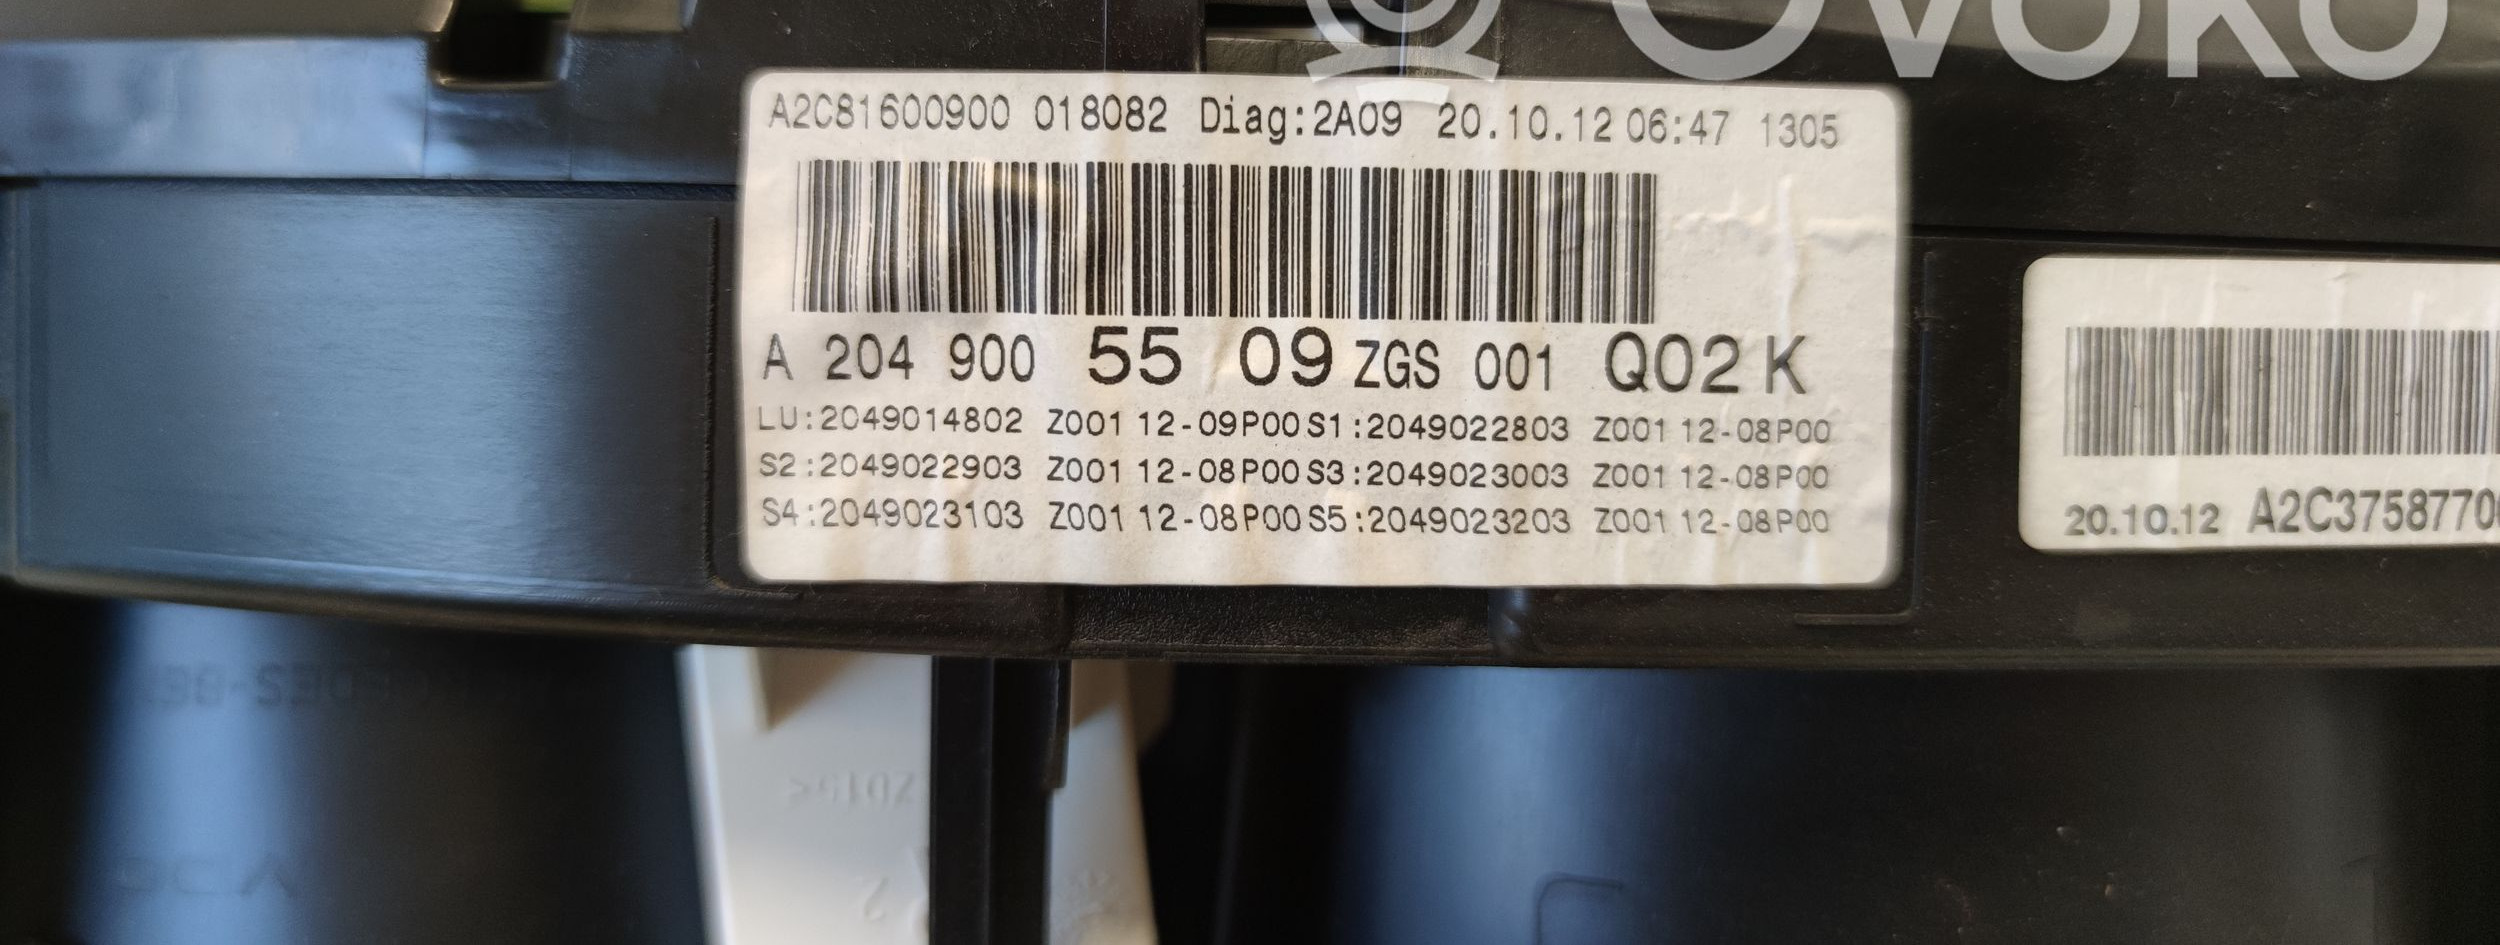 Ovoko
A2C81600900 018082 Diag:2A09 20.10.12 06:47 1305
A 204 900 55 09 ZGS 001 Q02 K
LU:2049014802 Z001 12-09P00 S1:2049022803 Z001 12-08P00
S2:2049022903 Z001 12-08P00 S3:2049023003 Z001 12-08P00
S4:2049023103 Z001 12-08P00 S5:2049023203 Z001 12-08P00
20.10.12 A2C3758770